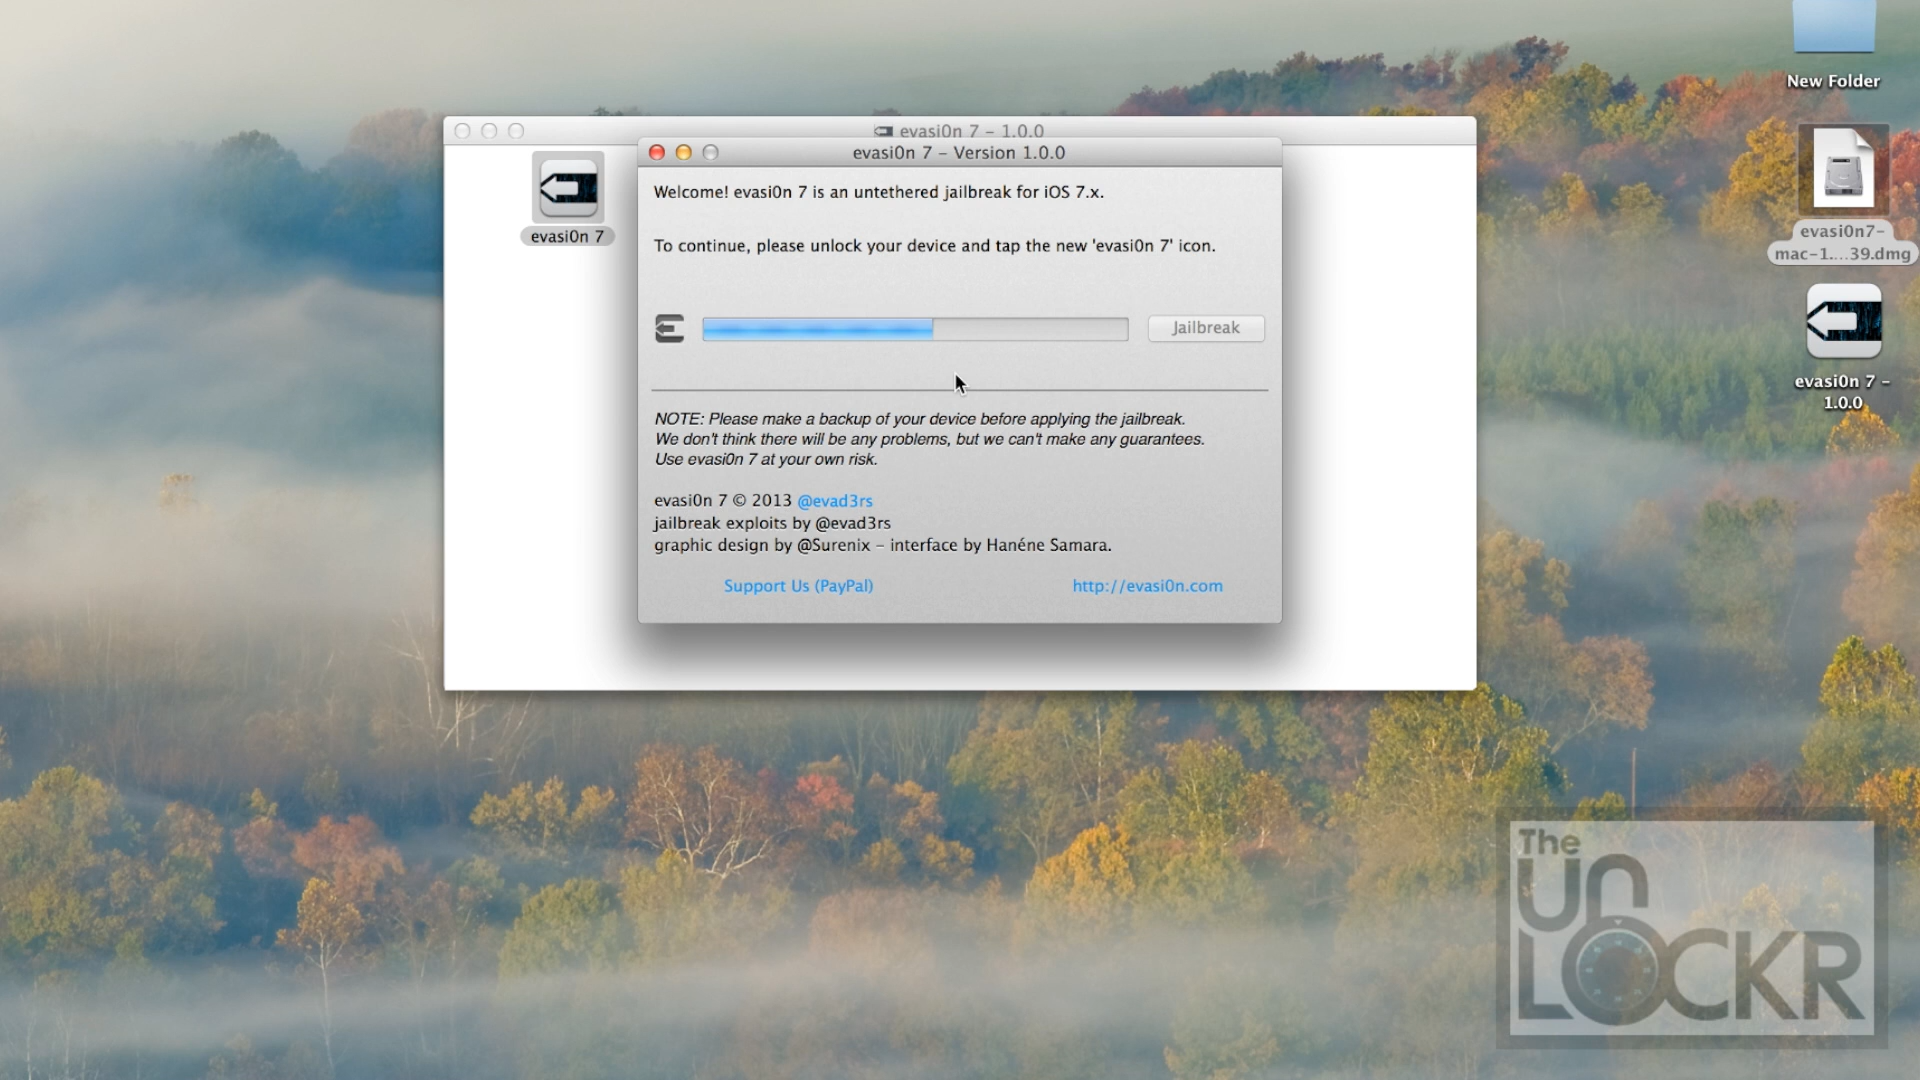 New Folder
evasi0n 7 - 1.0.0
evasi0n 7 - Version 1.0.0
evasi0n 7
Welcome! evasi0n 7 is an untethered jailbreak for iOS 7.x.
To continue, please unlock your device and tap the new 'evasi0n 7' icon.
Jailbreak
NOTE: Please make a backup of your device before applying the jailbreak.
We don't think there will be any problems, but we can't make any guarantees.
Use evasi0n 7 at your own risk.
evasi0n 7 © 2013 @evad3rs
jailbreak exploits by @evad3rs
graphic design by @Surenix - interface by Hanéne Samara.
Support Us (PayPal)
http://evasi0n.com
evasi0n7-
mac-1....39.dmg
evasi0n 7 -
1.0.0
The
UN
LOCKR